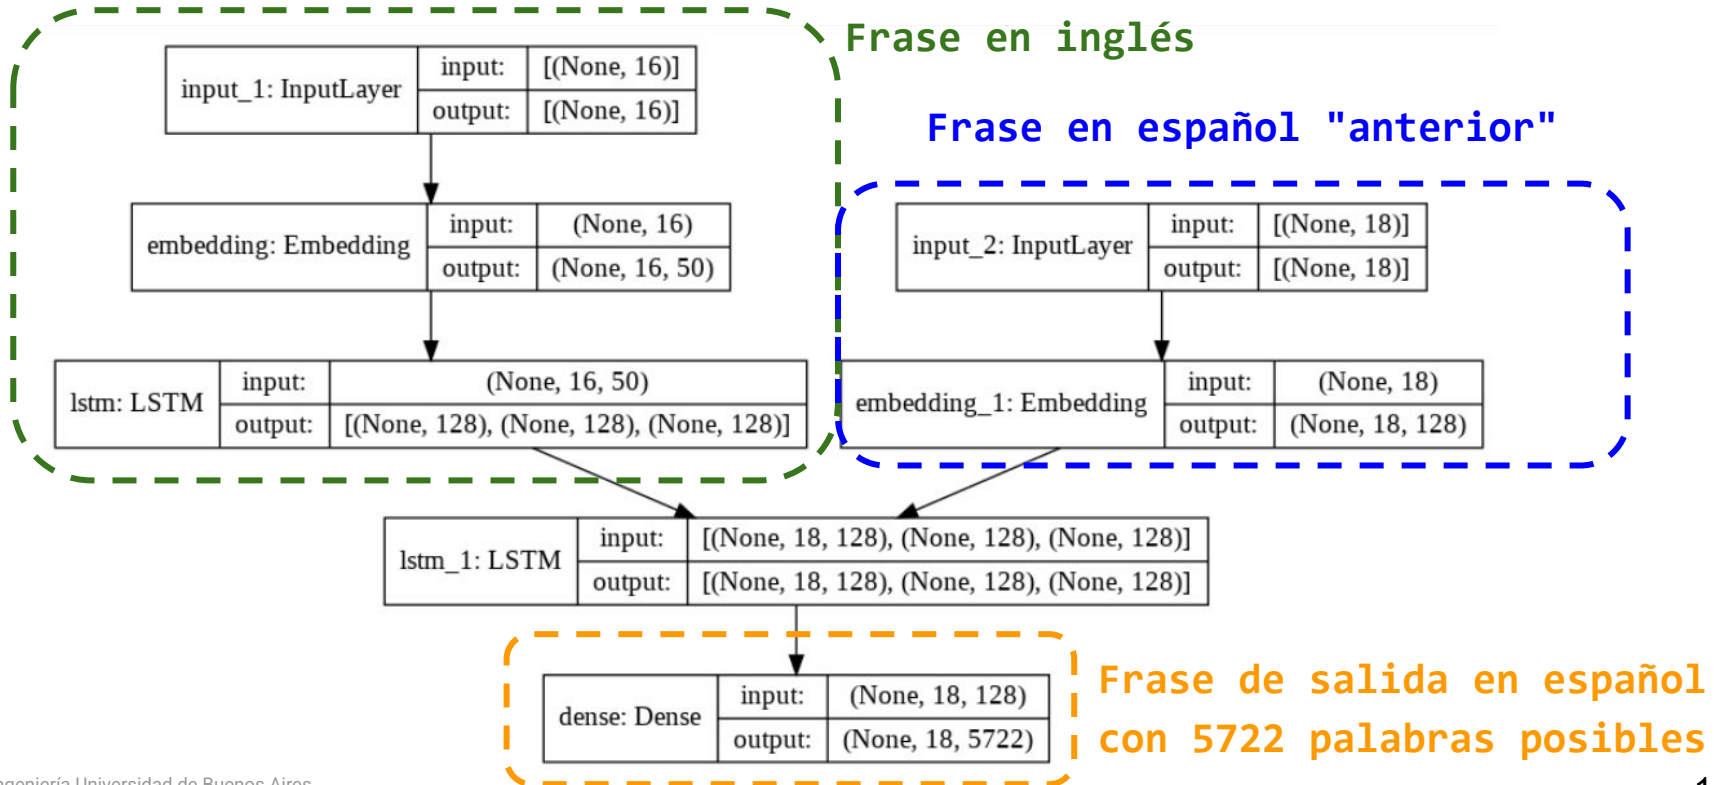 Frase en inglés
input_1: InputLayer
input: [(None, 16)]
output: [(None, 16)]
Frase en español "anterior"
embedding: Embedding
input: (None, 16)
output: (None, 16, 50)
input_2: InputLayer
input: [(None, 18)]
output: [(None, 18)]
lstm: LSTM
input: (None, 16, 50)
output: [(None, 128), (None, 128), (None, 128)]
embedding_1: Embedding
input: (None, 18)
output: (None, 18, 128)
lstm_1: LSTM
input: [(None, 18, 128), (None, 128), (None, 128)]
output: [(None, 18, 128), (None, 128), (None, 128)]
dense: Dense
input: (None, 18, 128)
output: (None, 18, 5722)
Frase de salida en español
con 5722 palabras posibles
Universidad de Buenos Aires